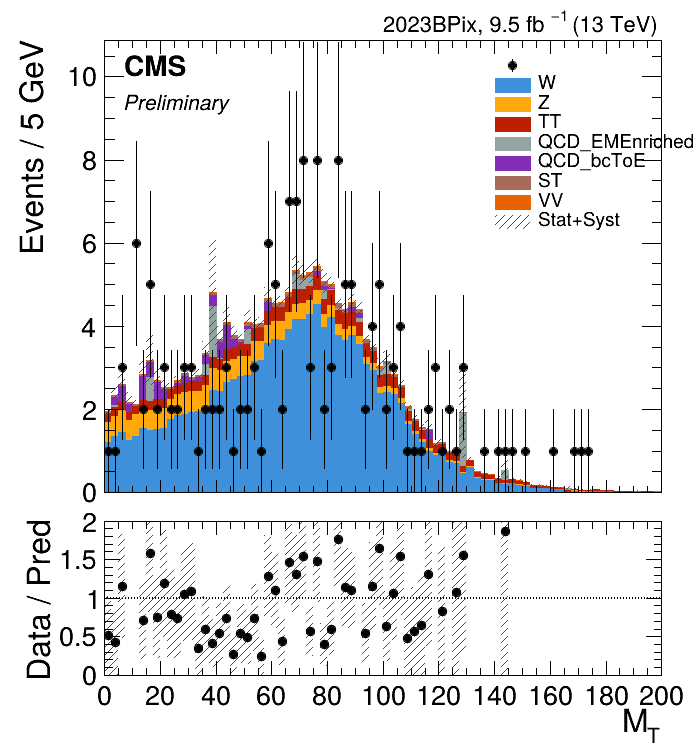 2023BPix, 9.5 fb⁻¹ (13 TeV)
Events / 5 GeV
CMS
Preliminary
W
Z
TT
QCD_EMEnriched
QCD_bcToE
ST
VV
Stat+Syst
10
8
6
4
2
0
Data / Pred
2
1.5
1
0.5
0
0 20 40 60 80 100 120 140 160 180 200
M_T